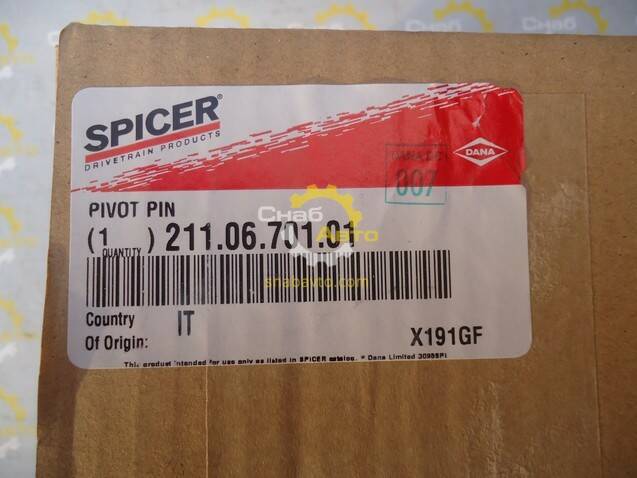 SPICER®
DRIVETRAIN PRODUCTS
DANA
007
PIVOT PIN
(1 QUANTITY ) 211.06.701.01
Снаб Авто
snabavto.com
Country
Of Origin:
IT
X191GF
This product intended for use only as listed in SPICER catalog. * Dana Limited